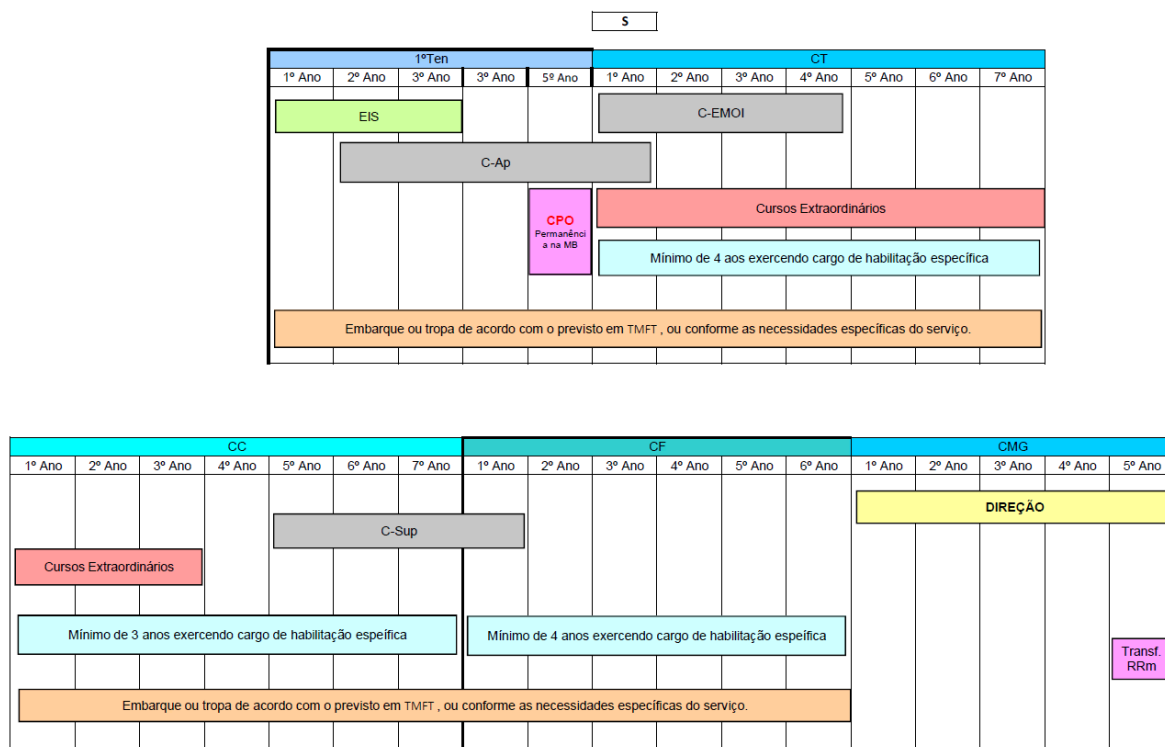 S
1ºTen CT
1º Ano 2º Ano 3º Ano 3º Ano 5º Ano 1º Ano 2º Ano 3º Ano 4º Ano 5º Ano 6º Ano 7º Ano
EIS
C-EMOI
C-Ap
CPO
Permanênci
a na MB
Cursos Extraordinários
Mínimo de 4 aos exercendo cargo de habilitação específica
Embarque ou tropa de acordo com o previsto em TMFT , ou conforme as necessidades específicas do serviço.
CC CF CMG
1º Ano 2º Ano 3º Ano 4º Ano 5º Ano 6º Ano 7º Ano 1º Ano 2º Ano 3º Ano 4º Ano 5º Ano 6º Ano 1º Ano 2º Ano 3º Ano 4º Ano 5º Ano
DIREÇÃO
C-Sup
Cursos Extraordinários
Mínimo de 3 anos exercendo cargo de habilitação espeífica
Mínimo de 4 anos exercendo cargo de habilitação espeífica
Transf.
RRm
Embarque ou tropa de acordo com o previsto em TMFT , ou conforme as necessidades específicas do serviço.